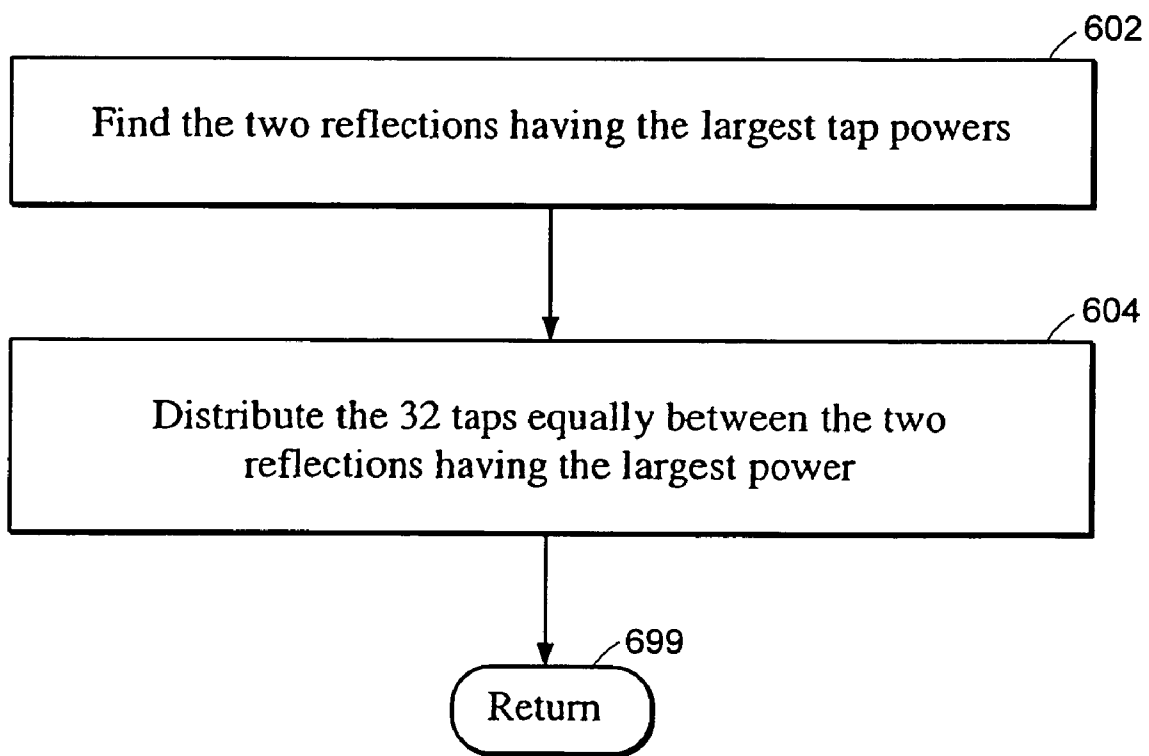 602
Find the two reflections having the largest tap powers
604
Distribute the 32 taps equally between the two
reflections having the largest power
699
Return